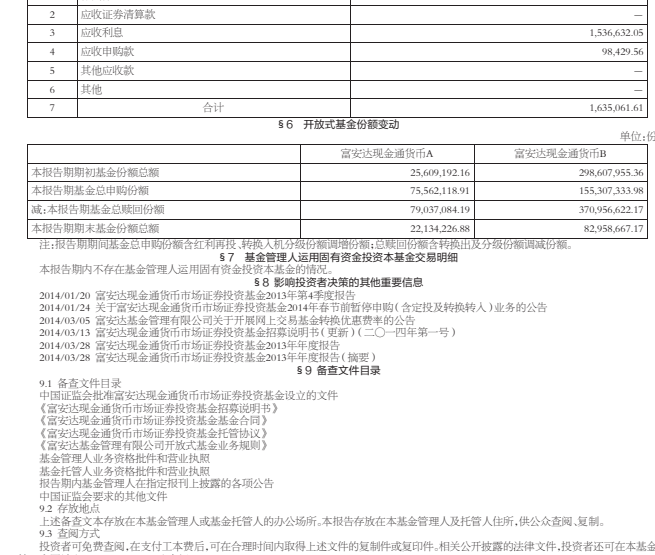 2 应收证券清算款 —
3 应收利息 1,536,632.05
4 应收申购款 98,429.56
5 其他应收款 —
6 其他 —
7 合计 1,635,061.61
§6 开放式基金份额变动
单位:份
富安达现金通货币A 富安达现金通货币B
本报告期期初基金份额总额 25,609,192.16 298,607,955.36
本报告期基金总申购份额 75,562,118.91 155,307,333.98
减:本报告期基金总赎回份额 79,037,084.19 370,956,622.17
本报告期期末基金份额总额 22,134,226.88 82,958,667.17
注:报告期期间基金总申购份额含红利再投、转换入机分级份额调增份额;总赎回份额含转换出及分级份额调减份额。
§7 基金管理人运用固有资金投资本基金交易明细
本报告期内不存在基金管理人运用固有资金投资本基金的情况。
§8 影响投资者决策的其他重要信息
2014/01/20 富安达现金通货币市场证券投资基金2013年第4季度报告
2014/01/24 关于富安达现金通货币市场证券投资基金2014年春节前暂停申购(含定投及转换转入)业务的公告
2014/03/05 富安达基金管理有限公司关于开展网上交易基金转换优惠费率的公告
2014/03/13 富安达现金通货币市场证券投资基金招募说明书(更新)(二〇一四年第一号)
2014/03/28 富安达现金通货币市场证券投资基金2013年年度报告
2014/03/28 富安达现金通货币市场证券投资基金2013年年度报告(摘要)
§9 备查文件目录
9.1 备查文件目录
中国证监会批准富安达现金通货币市场证券投资基金设立的文件
《富安达现金通货币市场证券投资基金招募说明书》
《富安达现金通货币市场证券投资基金基金合同》
《富安达现金通货币市场证券投资基金托管协议》
《富安达基金管理有限公司开放式基金业务规则》
基金管理人业务资格批件和营业执照
基金托管人业务资格批件和营业执照
报告期内基金管理人在指定报刊上披露的各项公告
中国证监会要求的其他文件
9.2 存放地点
上述备查文本存放在本基金管理人或基金托管人的办公场所。本报告存放在本基金管理人及托管人住所,供公众查阅、复制。
9.3 查阅方式
投资者可免费查阅,在支付工本费后,可在合理时间内取得上述文件的复制件或复印件。相关公开披露的法律文件,投资者还可在本基金